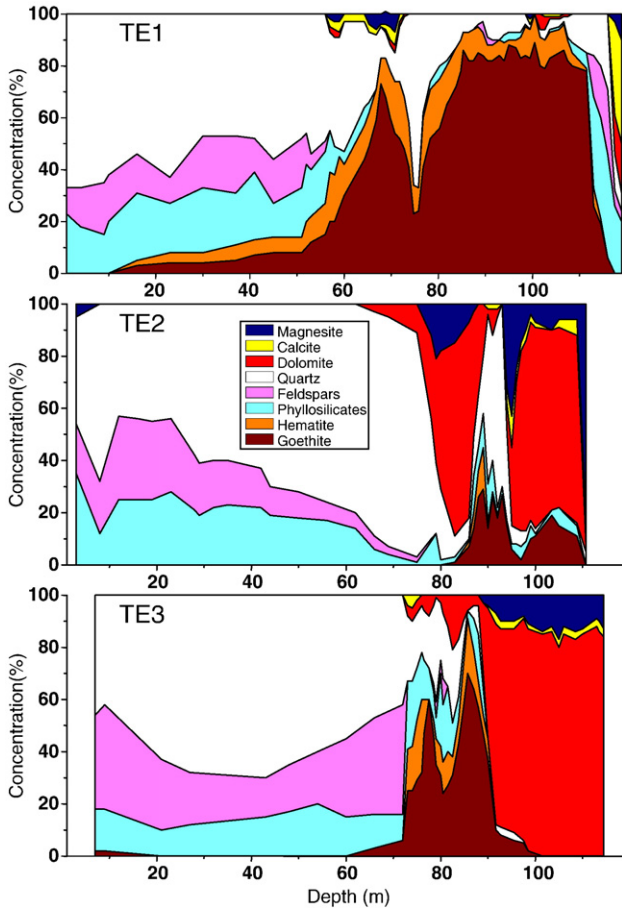 TE1
Concentration(%)
100
80
60
40
20
0
20 40 60 80 100
TE2
Concentration(%)
100
80
60
40
20
0
Magnesite
Calcite
Dolomite
Quartz
Feldspars
Phyllosilicates
Hematite
Goethite
20 40 60 80 100
TE3
Concentration(%)
100
80
60
40
20
0
20 40 60 80 100
Depth (m)